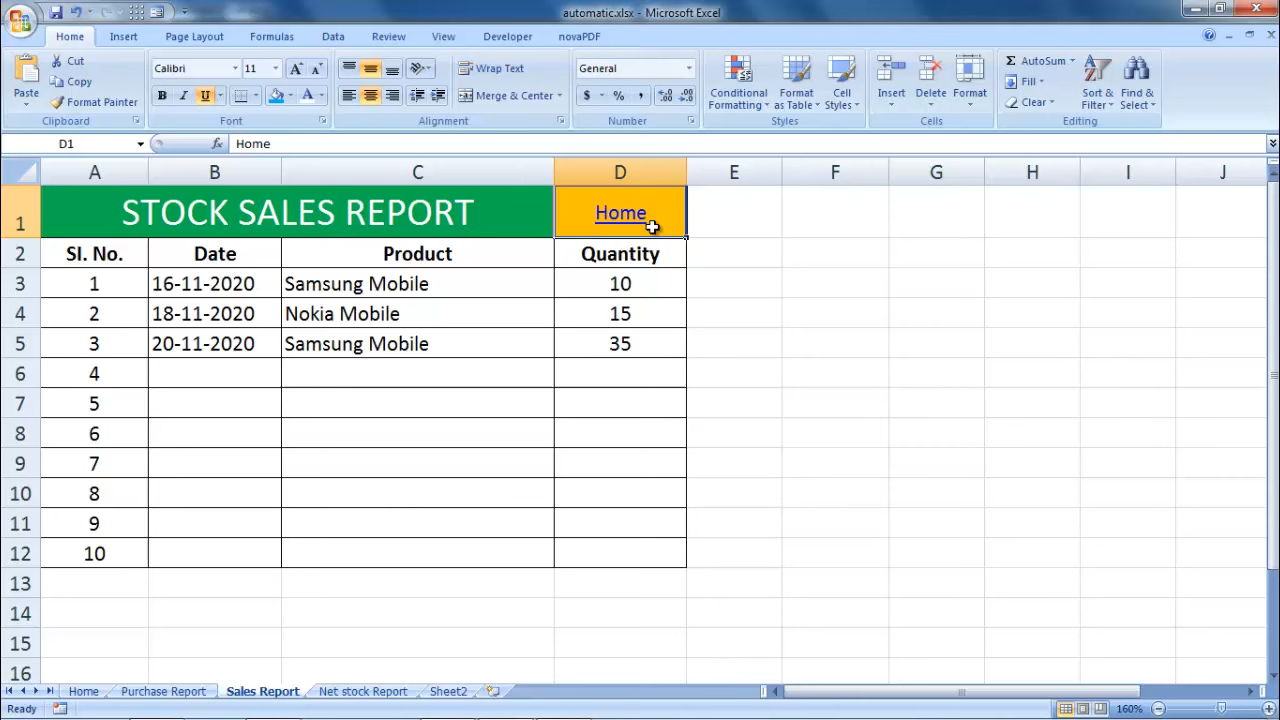 automatic.xlsx - Microsoft Excel
Home Insert Page Layout Formulas Data Review View Developer novaPDF
Cut
Copy
Format Painter
Paste
Clipboard
Calibri 11
B I U A
Font
Wrap Text
Merge & Center
Alignment
General
$ % ,
Number
Conditional Formatting
Format as Table
Cell Styles
Styles
Insert Delete Format
Cells
Σ AutoSum
Fill
Clear
Sort & Filter
Find & Select
Editing
D1 fx Home
A B C D E F G H I J
1 STOCK SALES REPORT Home
2 Sl. No. Date Product Quantity
3 1 16-11-2020 Samsung Mobile 10
4 2 18-11-2020 Nokia Mobile 15
5 3 20-11-2020 Samsung Mobile 35
6 4
7 5
8 6
9 7
10 8
11 9
12 10
13
14
15
16
Home Purchase Report Sales Report Net stock Report Sheet2
Ready 160%